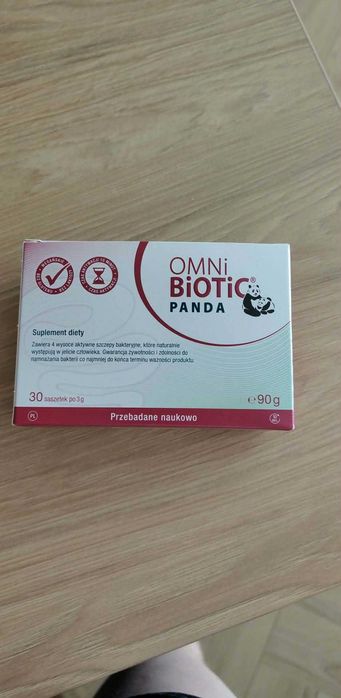 OMNi
BiOTiC®
PANDA
Suplement diety
Zawiera 4 wysoce aktywne szczepy bakteryjne, które naturalnie
występują w jelicie człowieka. Gwarancja żywotności i zdolności do
namnażania bakterii co najmniej do końca terminu ważności produktu.
30 saszetek po 3 g
℮ 90 g
PL
Przebadane naukowo